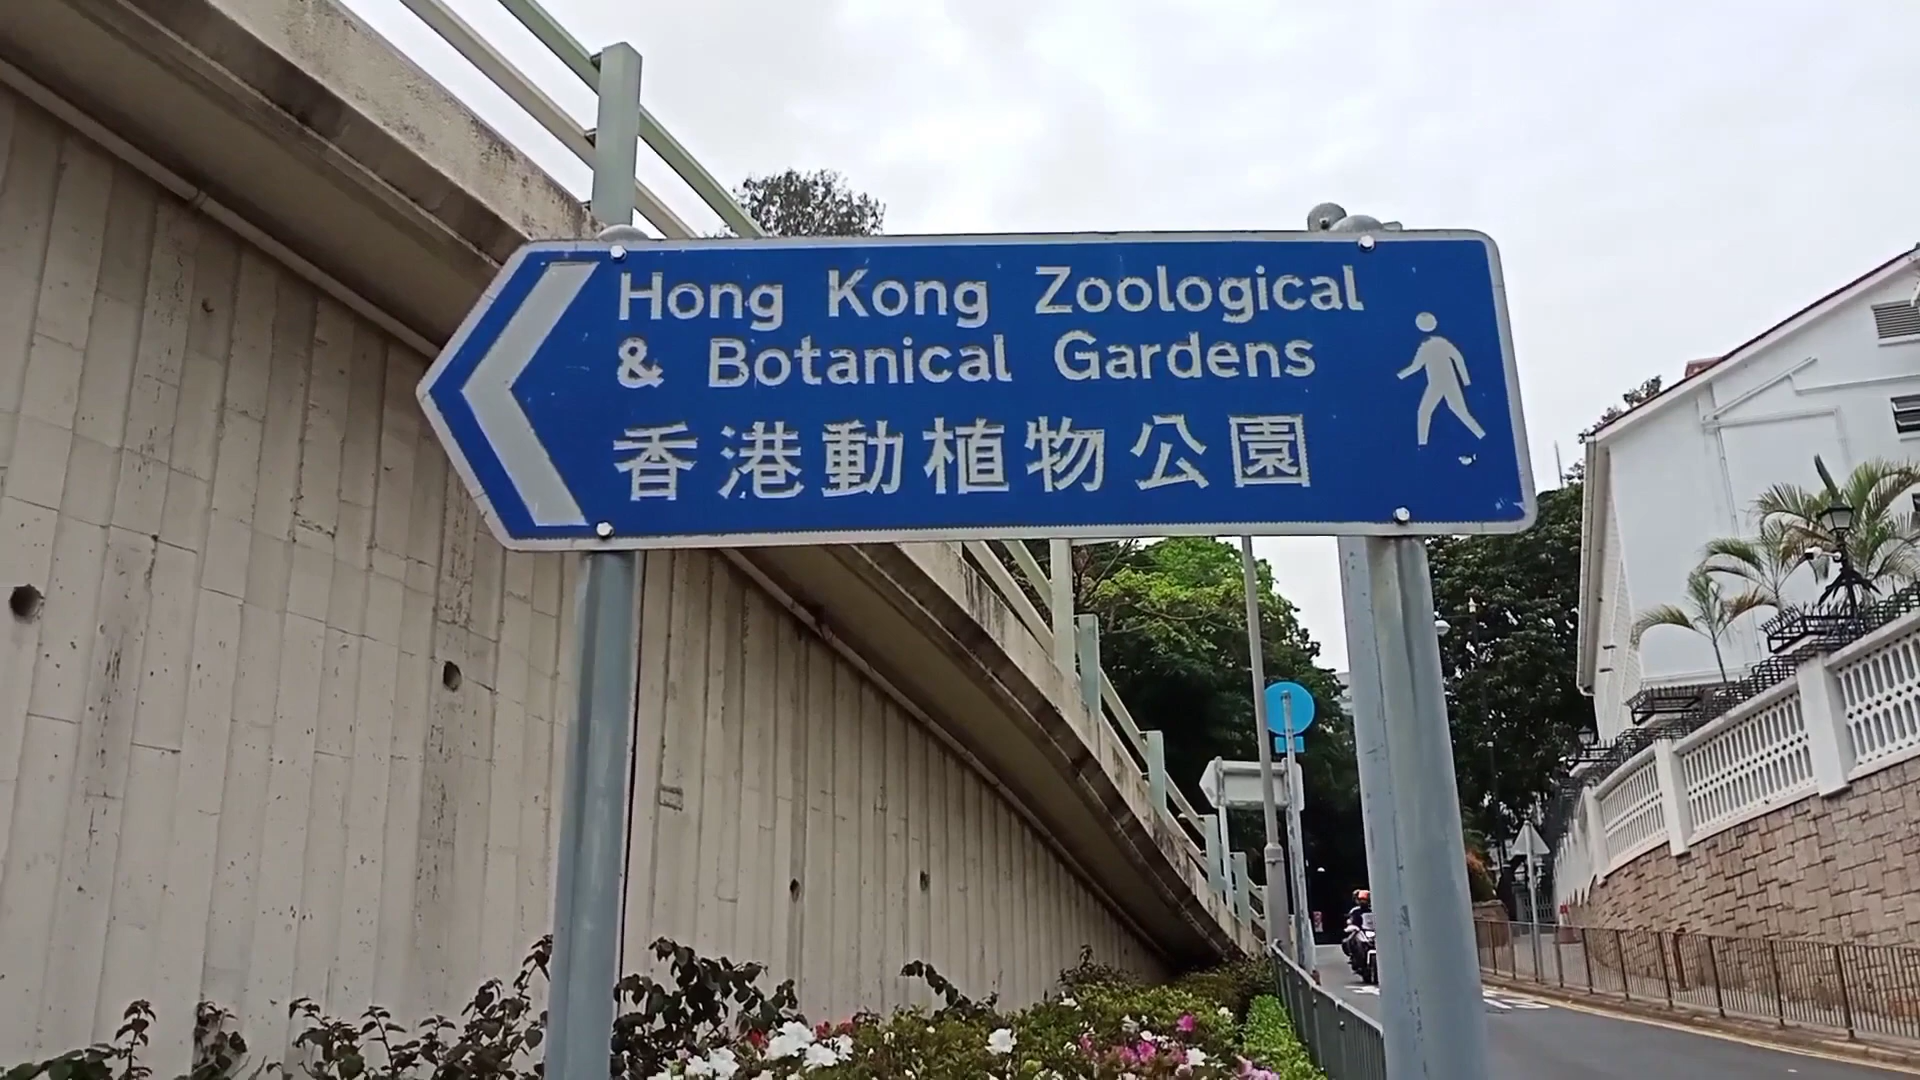 Hong Kong Zoological
& Botanical Gardens
香港動植物公園